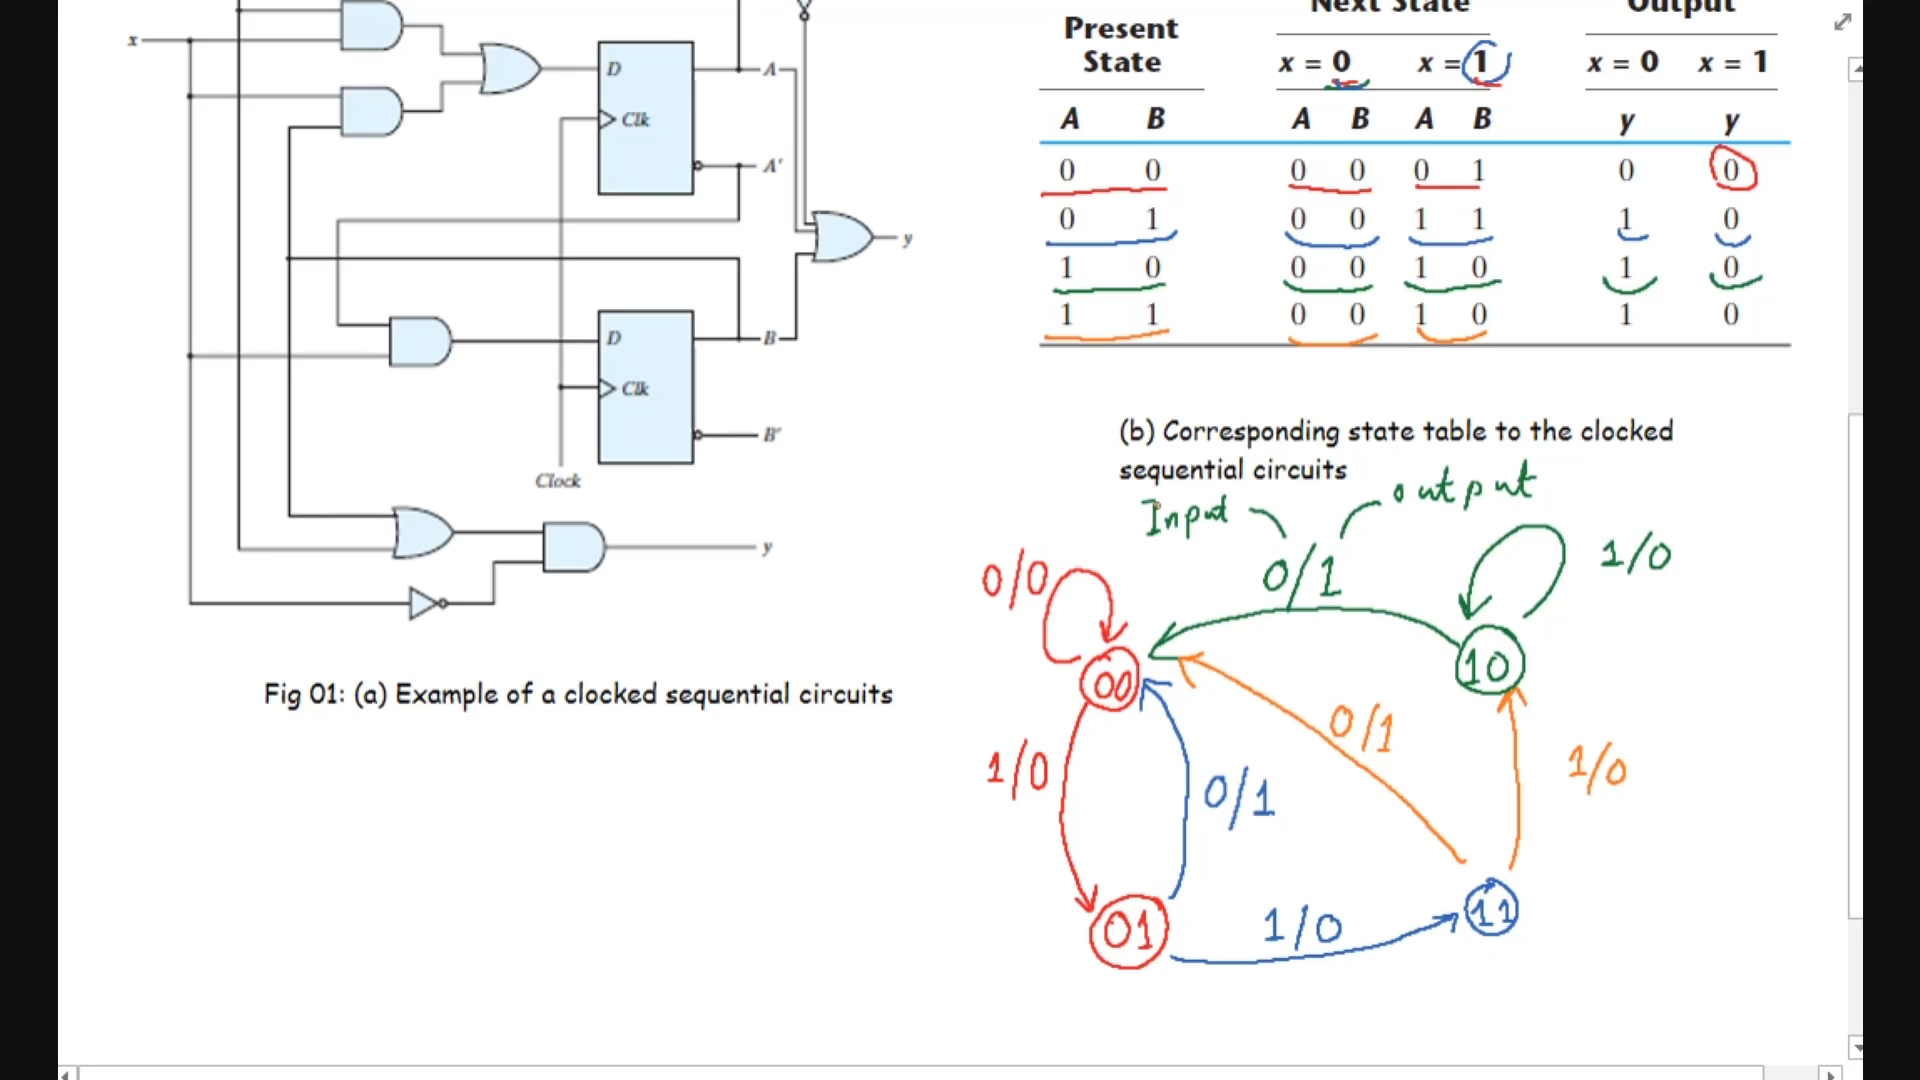 x
D
Clk
A
A'
y
D
Clk
B
B'
Clock
y
Fig 01: (a) Example of a clocked sequential circuits
Next State Output
Present
State
x = 0 x = 1 x = 0 x = 1
A B A B A B y y
0 0 0 0 0 1 0 0
0 1 0 0 1 1 1 0
1 0 0 0 1 0 1 0
1 1 0 0 1 0 1 0
(b) Corresponding state table to the clocked
sequential circuits
Input output
0/1
0/0
1/0
00
10
0/1
1/0
0/1
1/0
01
1/0
11